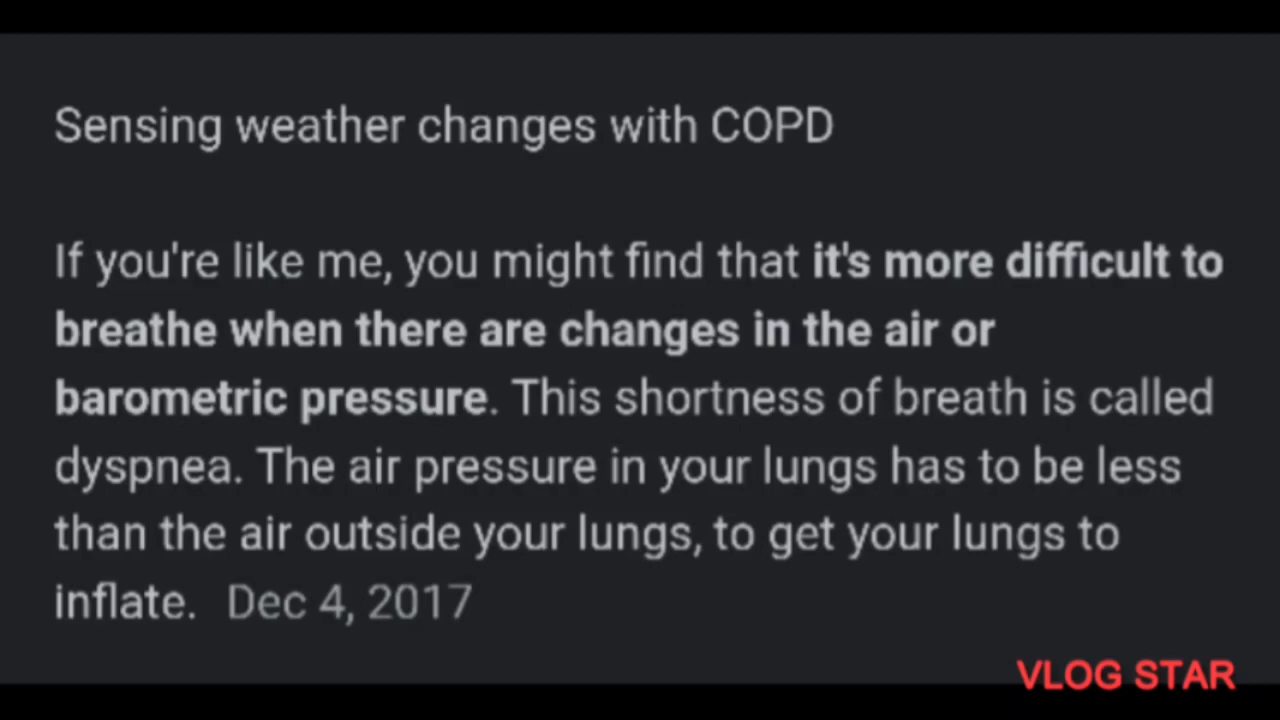 Sensing weather changes with COPD
If you're like me, you might find that it's more difficult to
breathe when there are changes in the air or
barometric pressure. This shortness of breath is called
dyspnea. The air pressure in your lungs has to be less
than the air outside your lungs, to get your lungs to
inflate. Dec 4, 2017
VLOG STAR